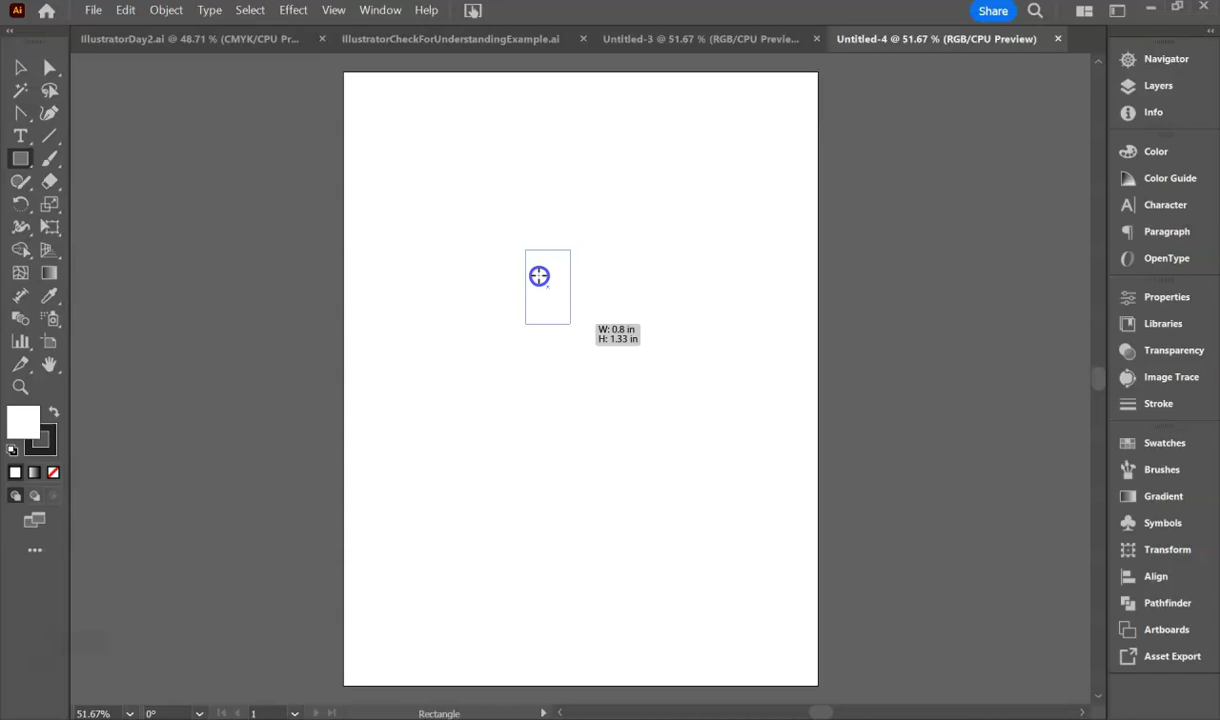 Ai File Edit Object Type Select Effect View Window Help Share
IllustratorDay2.ai @ 48.71 % (CMYK/CPU Pr... × IllustratorCheckForUnderstandingExample.ai × Untitled-3 @ 51.67 % (RGB/CPU Previe... × Untitled-4 @ 51.67 % (RGB/CPU Preview) ×
Navigator
Layers
Info
Color
Color Guide
Character
Paragraph
OpenType
Properties
Libraries
Transparency
Image Trace
Stroke
Swatches
Brushes
Gradient
Symbols
Transform
Align
Pathfinder
Artboards
Asset Export
W: 0.8 in
H: 1.33 in
51.67% 0° 1 Rectangle